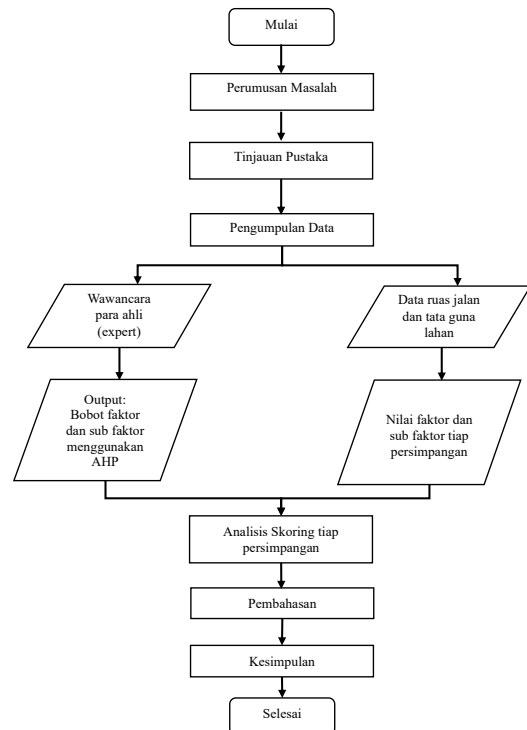 Mulai
Perumusan Masalah
Tinjauan Pustaka
Pengumpulan Data
Wawancara
para ahli
(expert)
Data ruas jalan
dan tata guna
lahan
Output:
Bobot faktor
dan sub faktor
menggunakan
AHP
Nilai faktor dan
sub faktor tiap
persimpangan
Analisis Skoring tiap
persimpangan
Pembahasan
Kesimpulan
Selesai